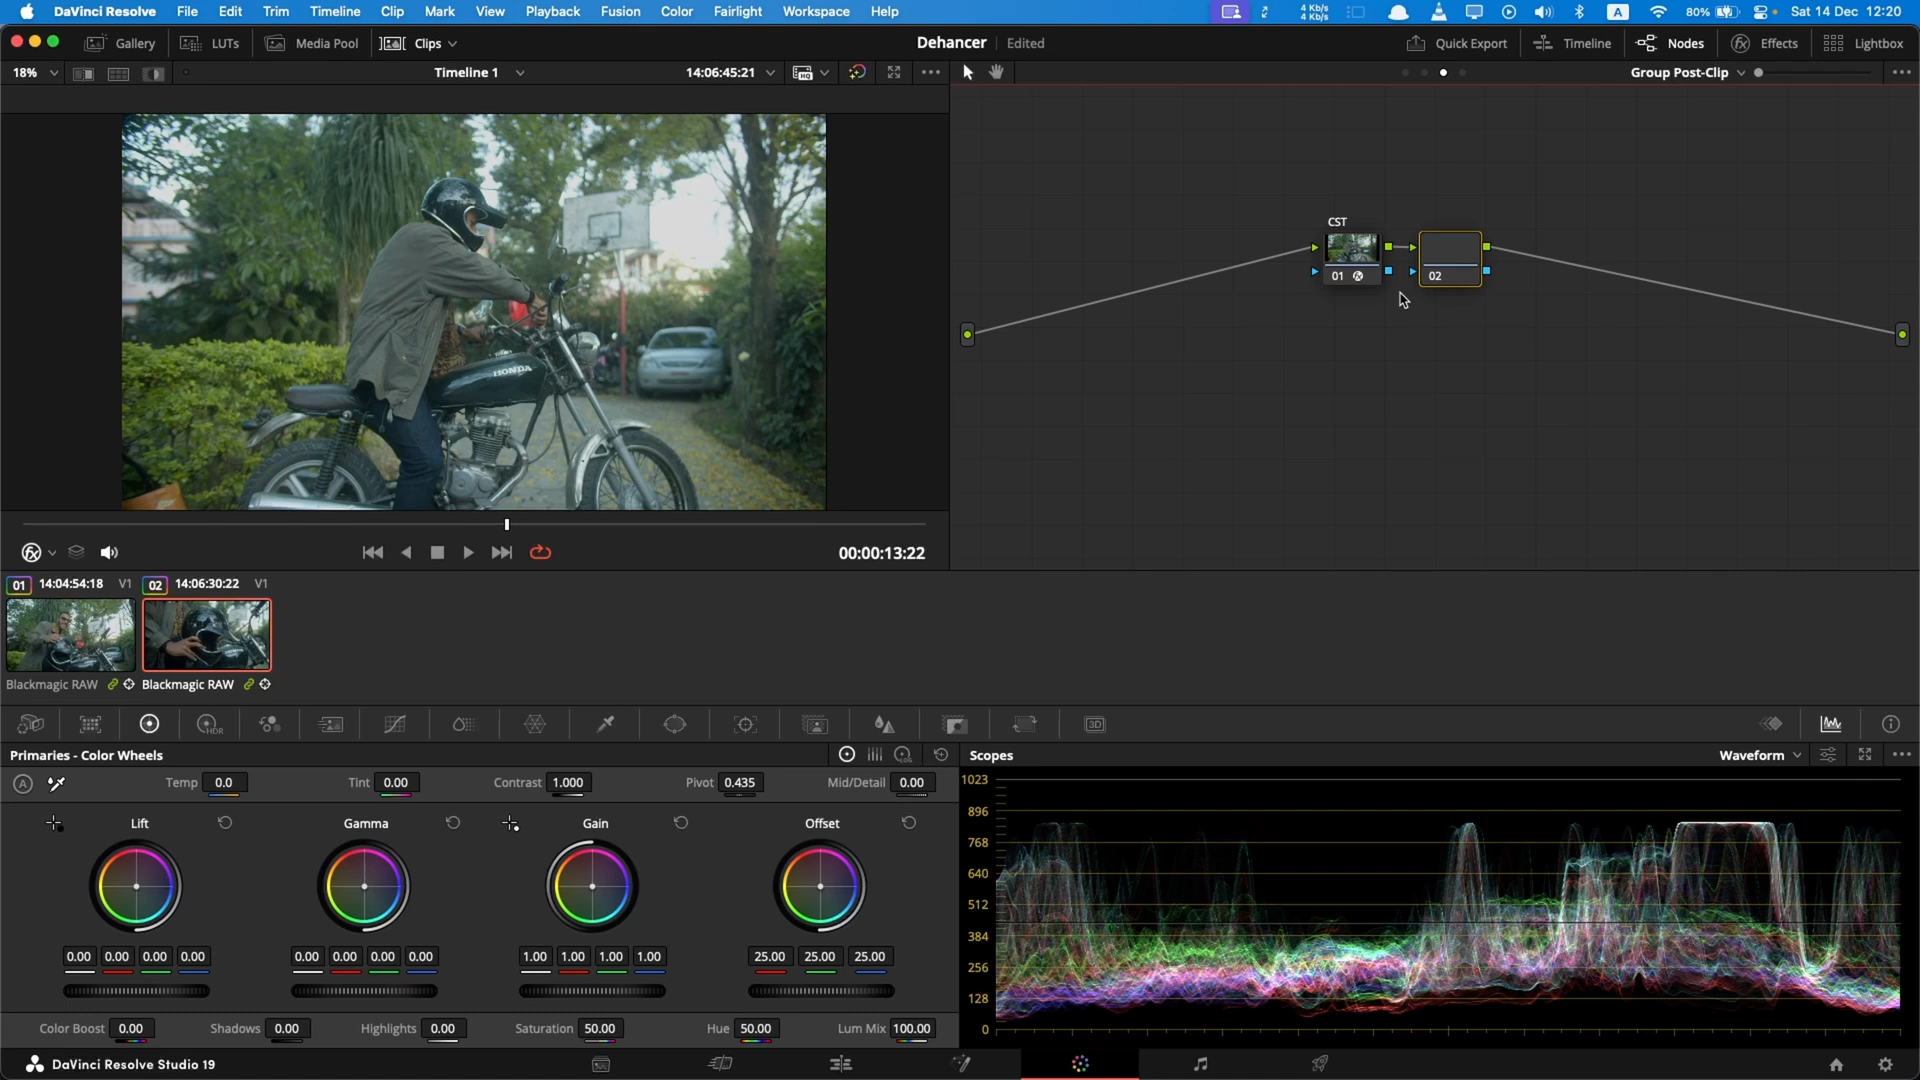 DaVinci Resolve File Edit Trim Timeline Clip Mark View Playback Fusion Color Fairlight Workspace Help 4 Kb/s 4 Kb/s A 80% Sat 14 Dec 12:20
Gallery LUTs Media Pool Clips Dehancer Edited Quick Export Timeline Nodes Effects Lightbox
18% Timeline 1 14:06:45:21 HQ Group Post-Clip
CST
01 02
HONDA
00:00:13:22
01 14:04:54:18 V1 02 14:06:30:22 V1
Blackmagic RAW Blackmagic RAW
HDR 3D
Primaries - Color Wheels LOG Scopes Waveform
A Temp 0.0 Tint 0.00 Contrast 1.000 Pivot 0.435 Mid/Detail 0.00
Lift Gamma Gain Offset
0.00 0.00 0.00 0.00 0.00 0.00 0.00 0.00 1.00 1.00 1.00 1.00 25.00 25.00 25.00
Color Boost 0.00 Shadows 0.00 Highlights 0.00 Saturation 50.00 Hue 50.00 Lum Mix 100.00
1023
896
768
640
512
384
256
128
0
DaVinci Resolve Studio 19